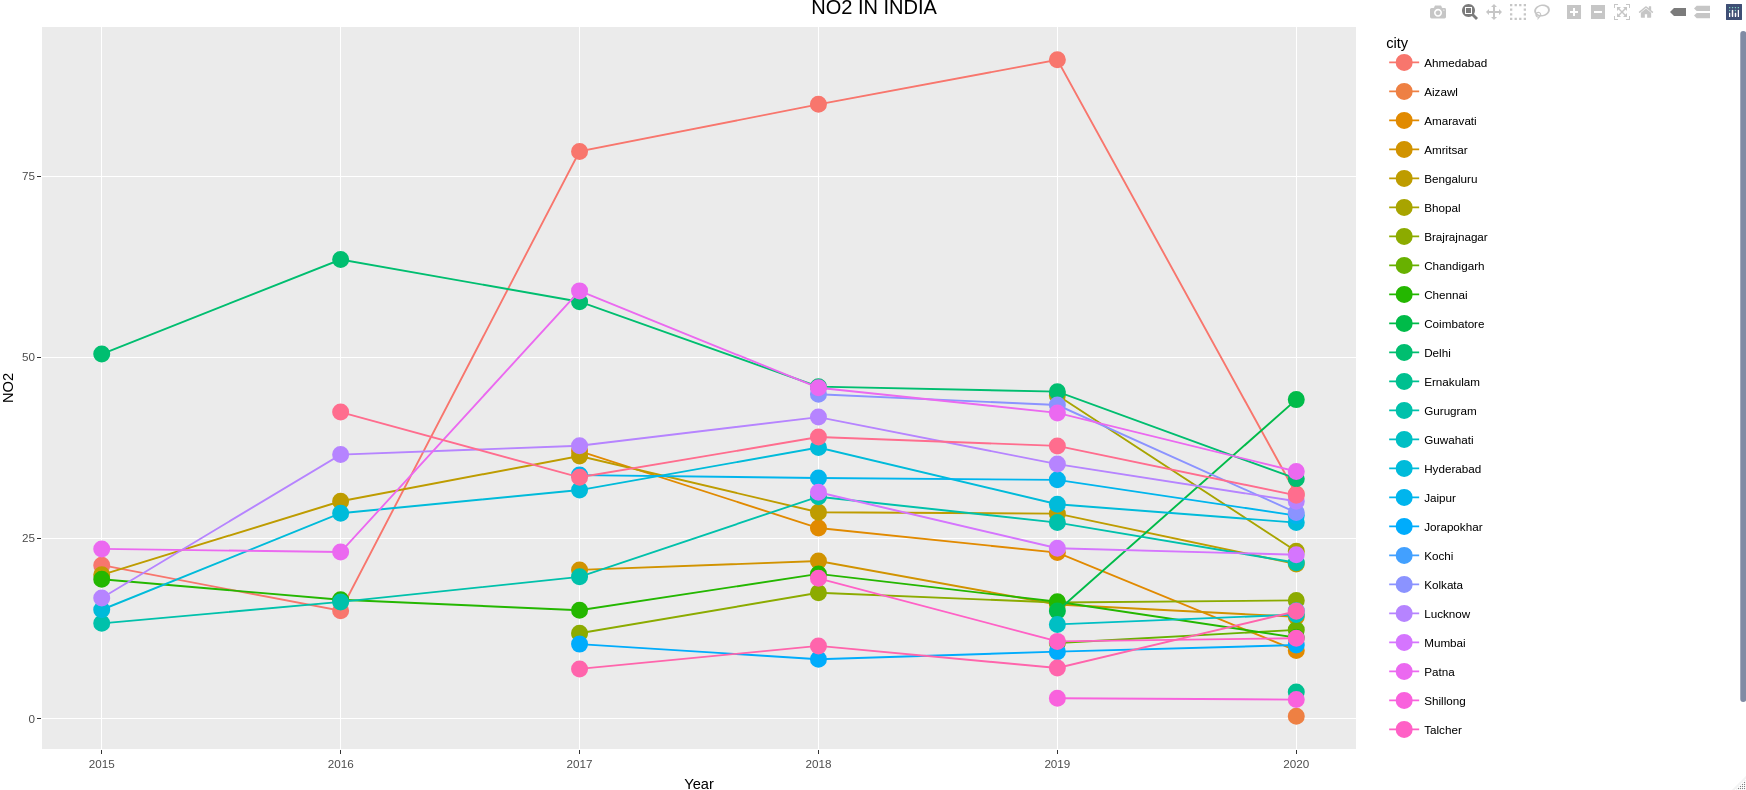 NO2 IN INDIA
city
Ahmedabad
Aizawl
Amaravati
Amritsar
Bengaluru
Bhopal
Brajrajnagar
Chandigarh
Chennai
Coimbatore
Delhi
Ernakulam
Gurugram
Guwahati
Hyderabad
Jaipur
Jorapokhar
Kochi
Kolkata
Lucknow
Mumbai
Patna
Shillong
Talcher
75
50
25
0
NO2
2015 2016 2017 2018 2019 2020
Year